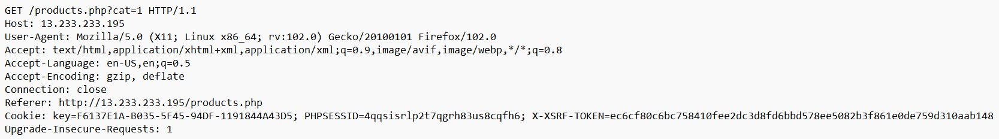 GET /products.php?cat=1 HTTP/1.1
Host: 13.233.233.195
User-Agent: Mozilla/5.0 (X11; Linux x86_64; rv:102.0) Gecko/20100101 Firefox/102.0
Accept: text/html,application/xhtml+xml,application/xml;q=0.9,image/avif,image/webp,*/*;q=0.8
Accept-Language: en-US,en;q=0.5
Accept-Encoding: gzip, deflate
Connection: close
Referer: http://13.233.233.195/products.php
Cookie: key=F6137E1A-B035-5F45-94DF-1191844A43D5; PHPSESSID=4qqsisrlp2t7qgrh83us8cqfh6; X-XSRF-TOKEN=ec6cf80c6bc758410fee2dc3d8fd6bbd578ee5082b3f861e0de759d310aab148
Upgrade-Insecure-Requests: 1